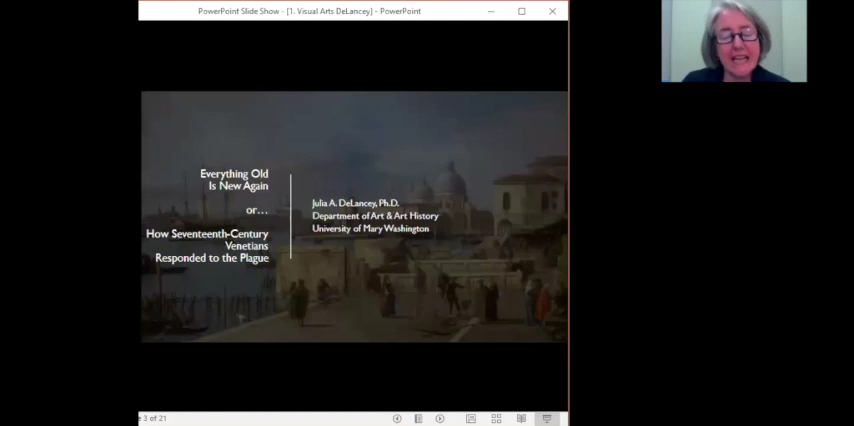 PowerPoint Slide Show - [1. Visual Arts DeLancey] - PowerPoint
Everything Old
Is New Again
or...
How Seventeenth-Century
Venetians
Responded to the Plague
Julia A. DeLancey, Ph.D.
Department of Art & Art History
University of Mary Washington
e 3 of 21